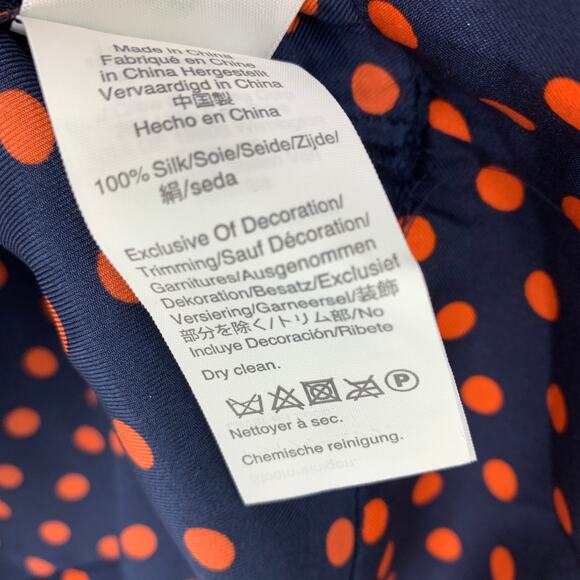 Made in China
Fabriqué en Chine
in China Hergestellt
Vervaardigd in China
中国製
Hecho en China
100% Silk/Soie/Seide/Zijde/
絹/seda
Exclusive Of Decoration/
Trimming/Sauf Décoration/
Garnitures/Ausgenommen
Dekoration/Besatz/Exclusief
Versiering/Garneersel/装飾
部分を除く/トリム部/No
Incluye Decoración/Ribete
Dry clean.
P
Nettoyer à sec.
Chemische reinigung.